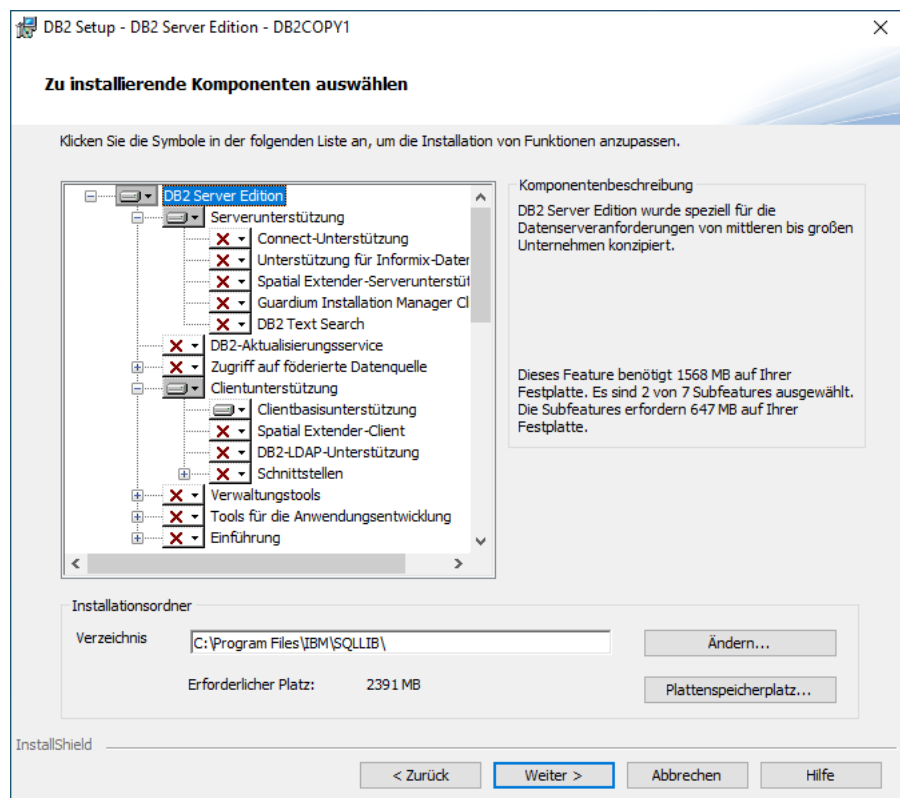 DB2 Setup - DB2 Server Edition - DB2COPY1
Zu installierende Komponenten auswählen
Klicken Sie die Symbole in der folgenden Liste an, um die Installation von Funktionen anzupassen.
DB2 Server Edition
Serverunterstützung
Connect-Unterstützung
Unterstützung für Informix-Daten
Spatial Extender-Serverunterstüt
Guardium Installation Manager Cl
DB2 Text Search
DB2-Aktualisierungsservice
Zugriff auf föderierte Datenquelle
Clientunterstützung
Clientbasisunterstützung
Spatial Extender-Client
DB2-LDAP-Unterstützung
Schnittstellen
Verwaltungstools
Tools für die Anwendungsentwicklung
Einführung
Komponentenbeschreibung
DB2 Server Edition wurde speziell für die
Datenserveranforderungen von mittleren bis großen
Unternehmen konzipiert.
Dieses Feature benötigt 1568 MB auf Ihrer
Festplatte. Es sind 2 von 7 Subfeatures ausgewählt.
Die Subfeatures erfordern 647 MB auf Ihrer
Festplatte.
Installationsordner
Verzeichnis
C:\Program Files\IBM\SQLLIB\
Ändern...
Erforderlicher Platz: 2391 MB
Plattenspeicherplatz...
InstallShield
< Zurück
Weiter >
Abbrechen
Hilfe